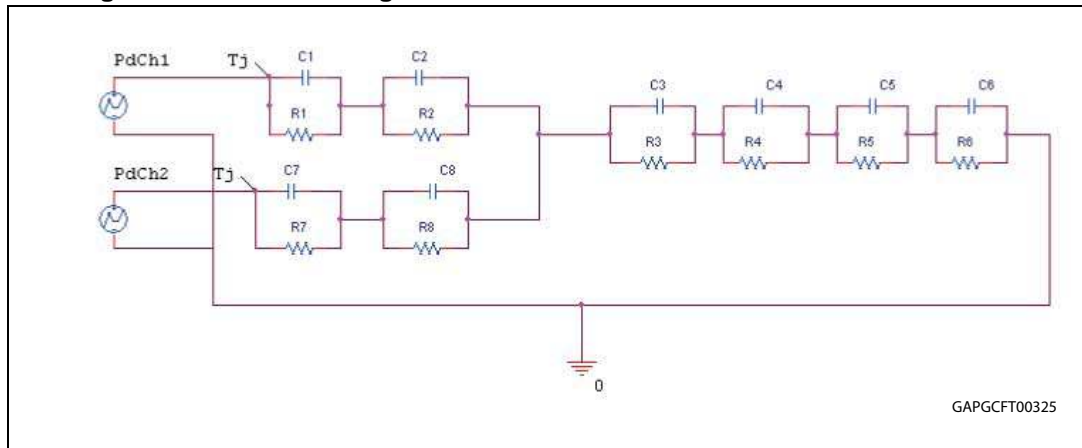 PdCh1
Tj
C1
C2
R1
R2
C3
C4
C5
C6
R3
R4
R5
R6
PdCh2
Tj
C7
C8
R7
R8
0
GAPGCFT00325